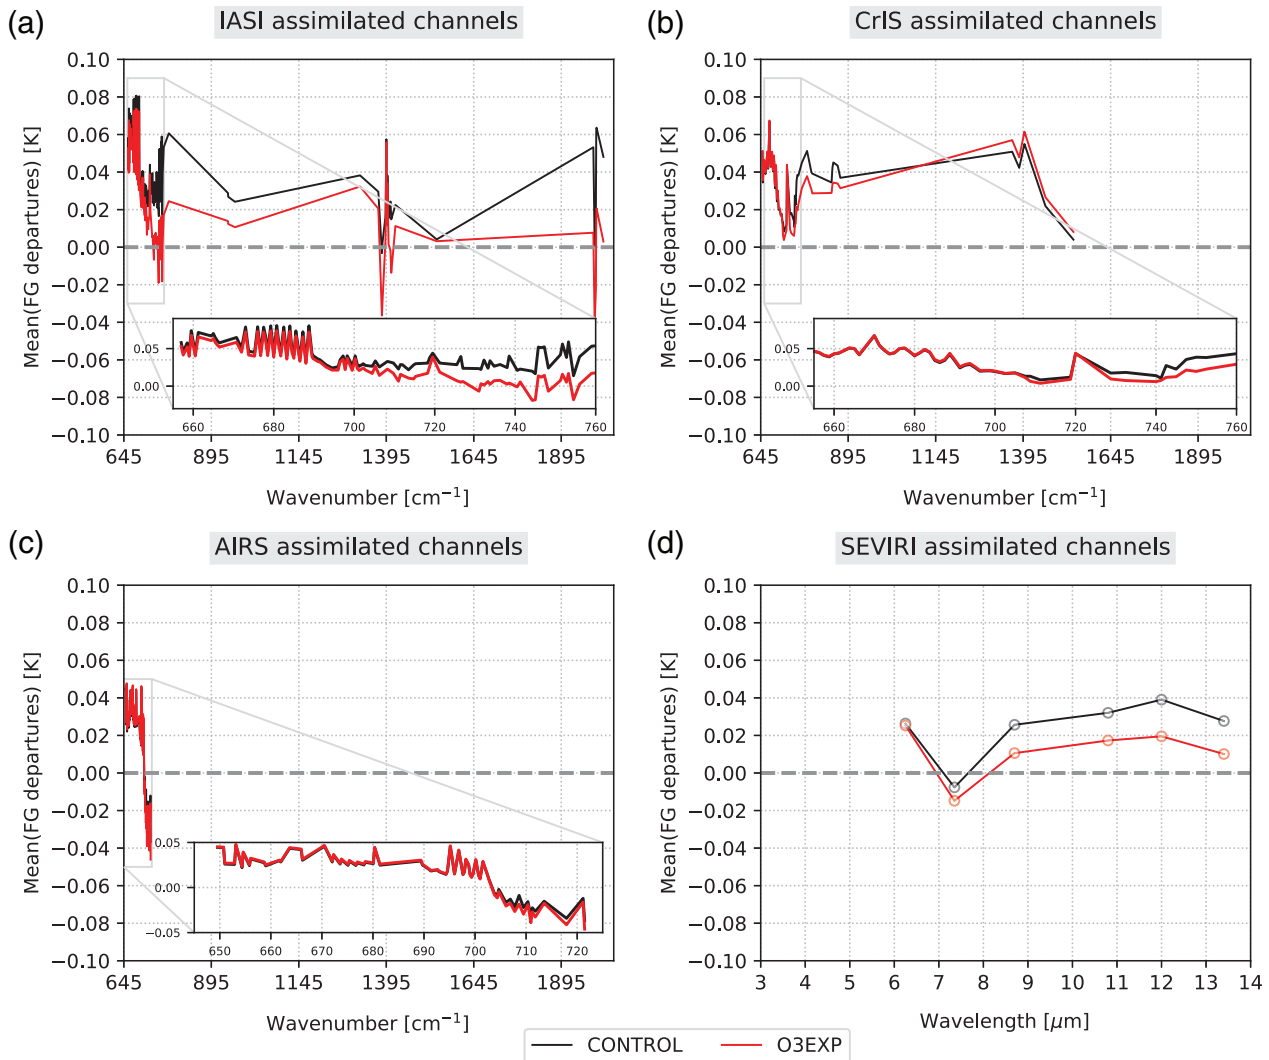 (a)
IASI assimilated channels
0.10
0.08
0.06
0.04
0.02
0.00
−0.02
−0.04
−0.06
−0.08
−0.10
Mean(FG departures) [K]
0.05
0.00
660 680 700 720 740 760
645 895 1145 1395 1645 1895
Wavenumber [cm−1]
(b)
CrIS assimilated channels
0.10
0.08
0.06
0.04
0.02
0.00
−0.02
−0.04
−0.06
−0.08
−0.10
Mean(FG departures) [K]
0.05
0.00
660 680 700 720 740 760
645 895 1145 1395 1645 1895
Wavenumber [cm−1]
(c)
AIRS assimilated channels
0.10
0.08
0.06
0.04
0.02
0.00
−0.02
−0.04
−0.06
−0.08
−0.10
Mean(FG departures) [K]
0.05
0.00
−0.05
650 660 670 680 690 700 710 720
645 895 1145 1395 1645 1895
Wavenumber [cm−1]
(d)
SEVIRI assimilated channels
0.10
0.08
0.06
0.04
0.02
0.00
−0.02
−0.04
−0.06
−0.08
−0.10
Mean(FG departures) [K]
3 4 5 6 7 8 9 10 11 12 13 14
Wavelength [μm]
CONTROL O3EXP